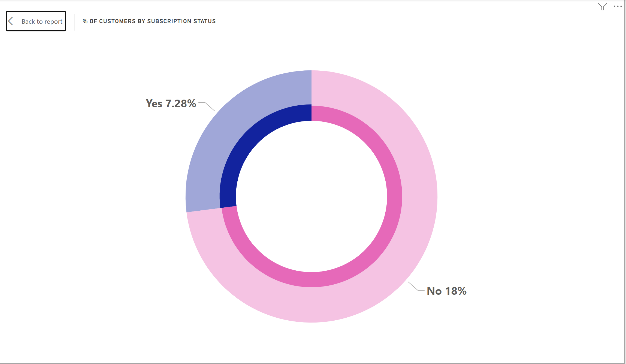 Back to report
% OF CUSTOMERS BY SUBSCRIPTION STATUS
Yes 7.28%
No 18%